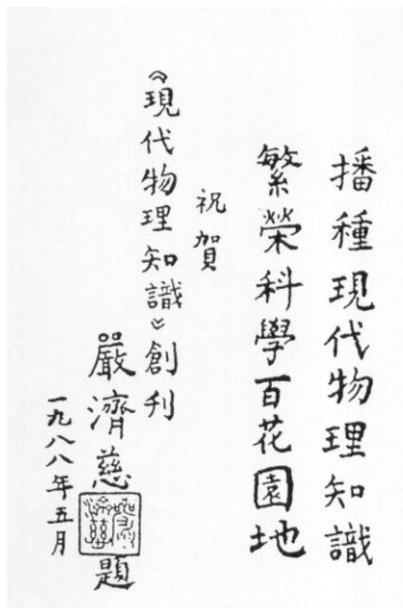 播種現代物理知識
繁榮科學百花園地
祝賀
《現代物理知識》創刊
嚴濟慈題
一九八八年五月